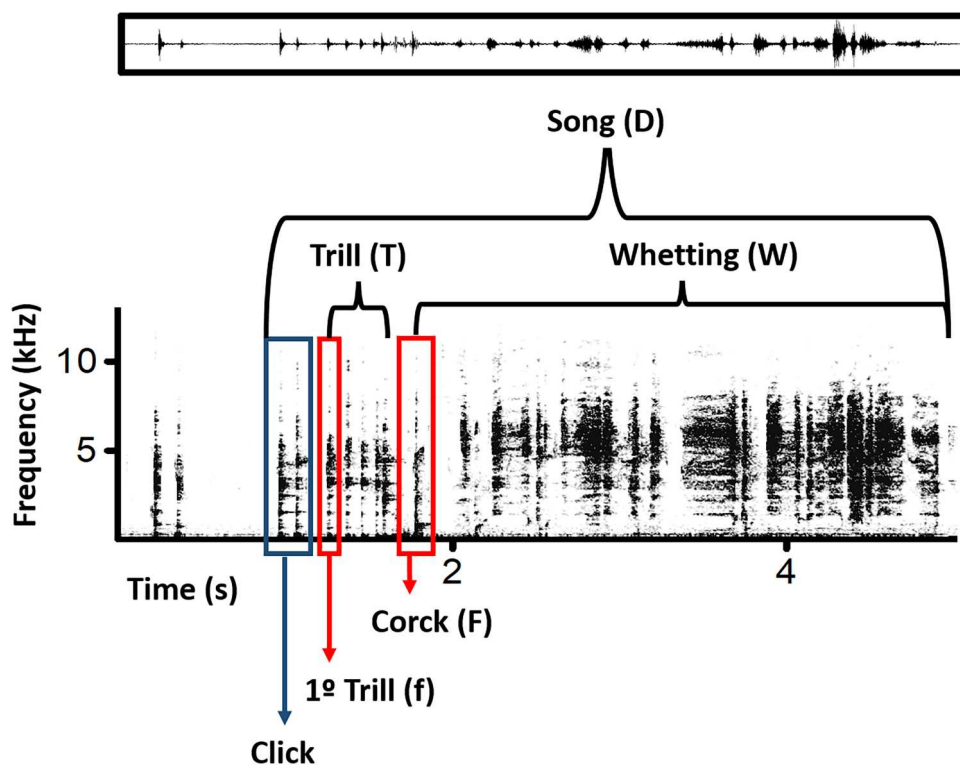 Song (D)
Trill (T)
Whetting (W)
Frequency (kHz)
10
5
2
4
Time (s)
Corck (F)
1º Trill (f)
Click